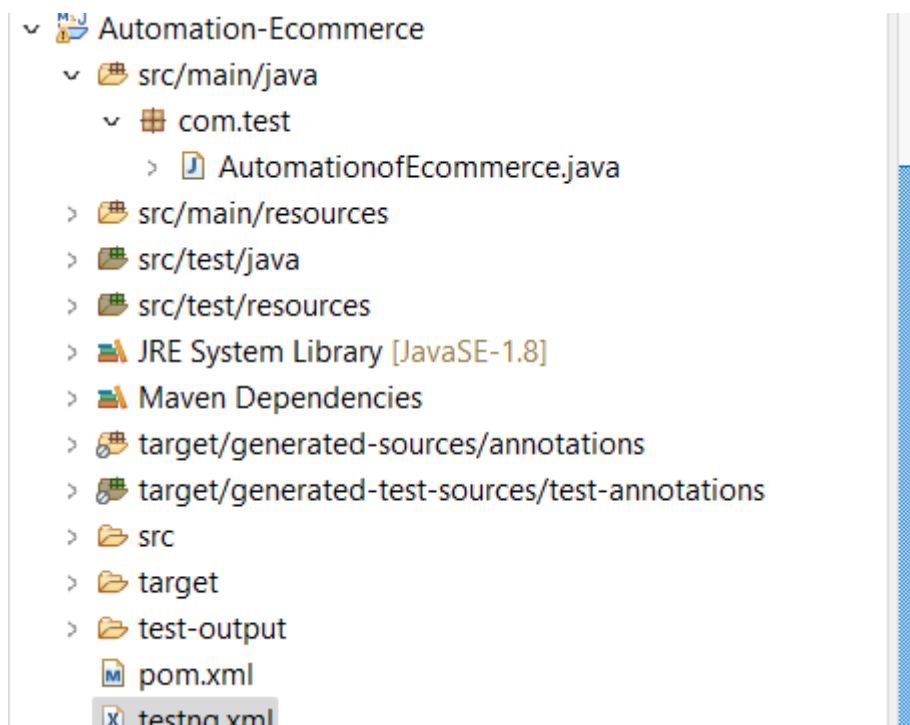 Automation-Ecommerce
src/main/java
com.test
AutomationofEcommerce.java
src/main/resources
src/test/java
src/test/resources
JRE System Library [JavaSE-1.8]
Maven Dependencies
target/generated-sources/annotations
target/generated-test-sources/test-annotations
src
target
test-output
pom.xml
testng.xml